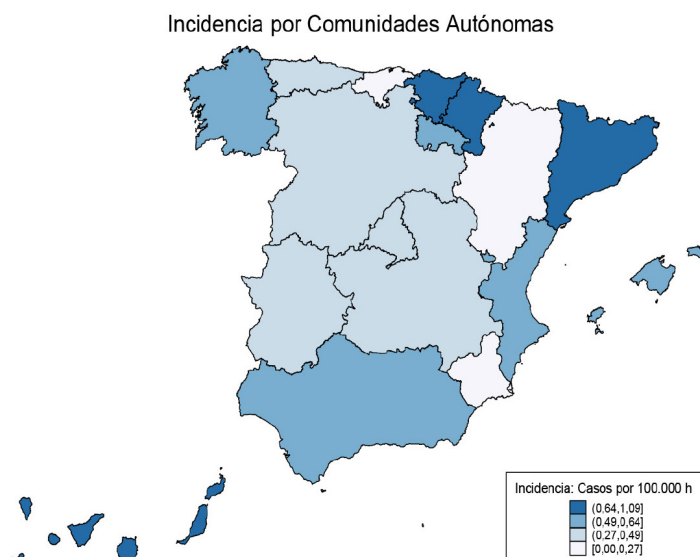 Incidencia por Comunidades Autónomas
Incidencia: Casos por 100.000 h
(0,64,1,09]
(0,49,0,64]
(0,27,0,49]
[0,00,0,27]